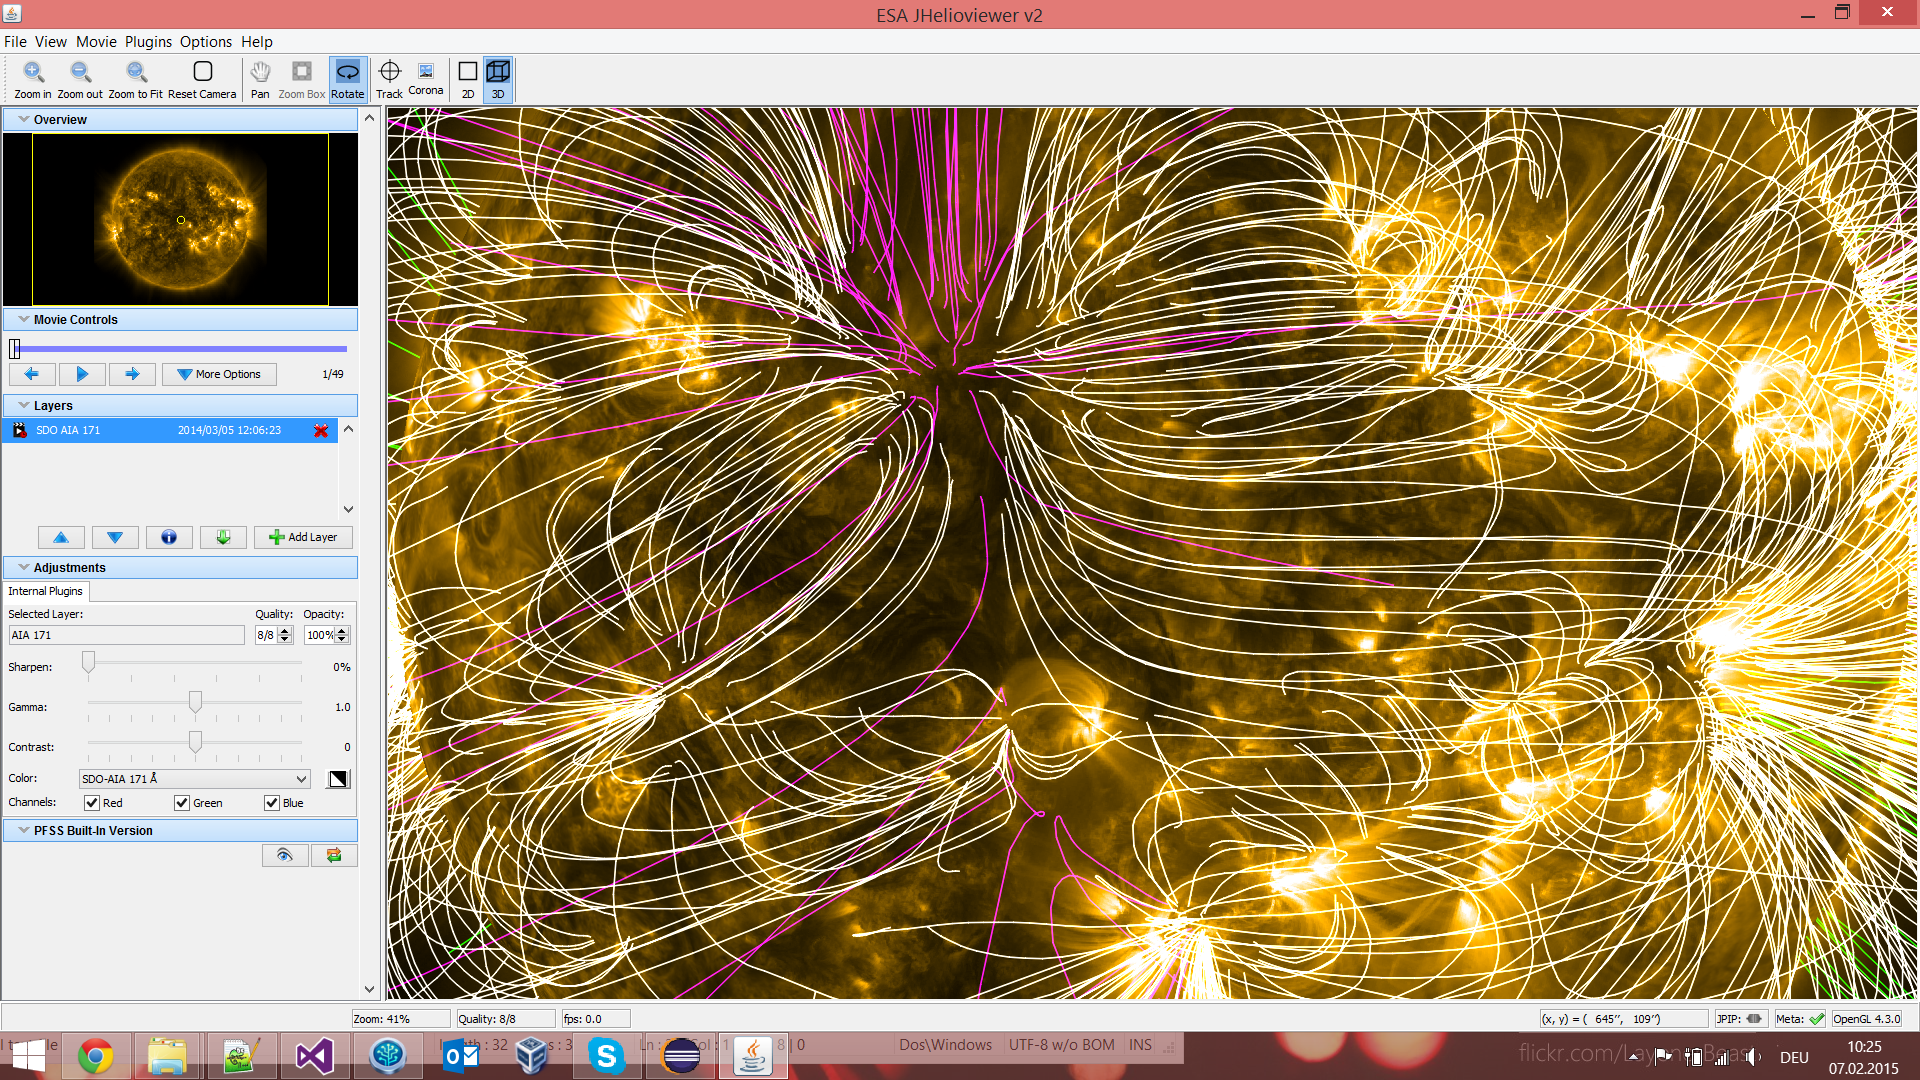 ESA JHelioviewer v2
File View Movie Plugins Options Help
Zoom in Zoom out Zoom to Fit Reset Camera Pan Zoom Box Rotate Track Corona 2D 3D
Overview
Movie Controls
More Options 1/49
Layers
SDO AIA 171 2014/03/05 12:06:23
Add Layer
Adjustments
Internal Plugins
Selected Layer: Quality: Opacity:
AIA 171 8/8 100%
Sharpen: 0%
Gamma: 1.0
Contrast: 0
Color: SDO-AIA 171 Å
Channels: Red Green Blue
PFSS Built-In Version
Zoom: 41% Quality: 8/8 fps: 0.0 (x, y) = ( 645’’, 109’’) JPIP: Meta: OpenGL 4.3.0
Dos\Windows UTF-8 w/o BOM INS
DEU
10:25
07.02.2015